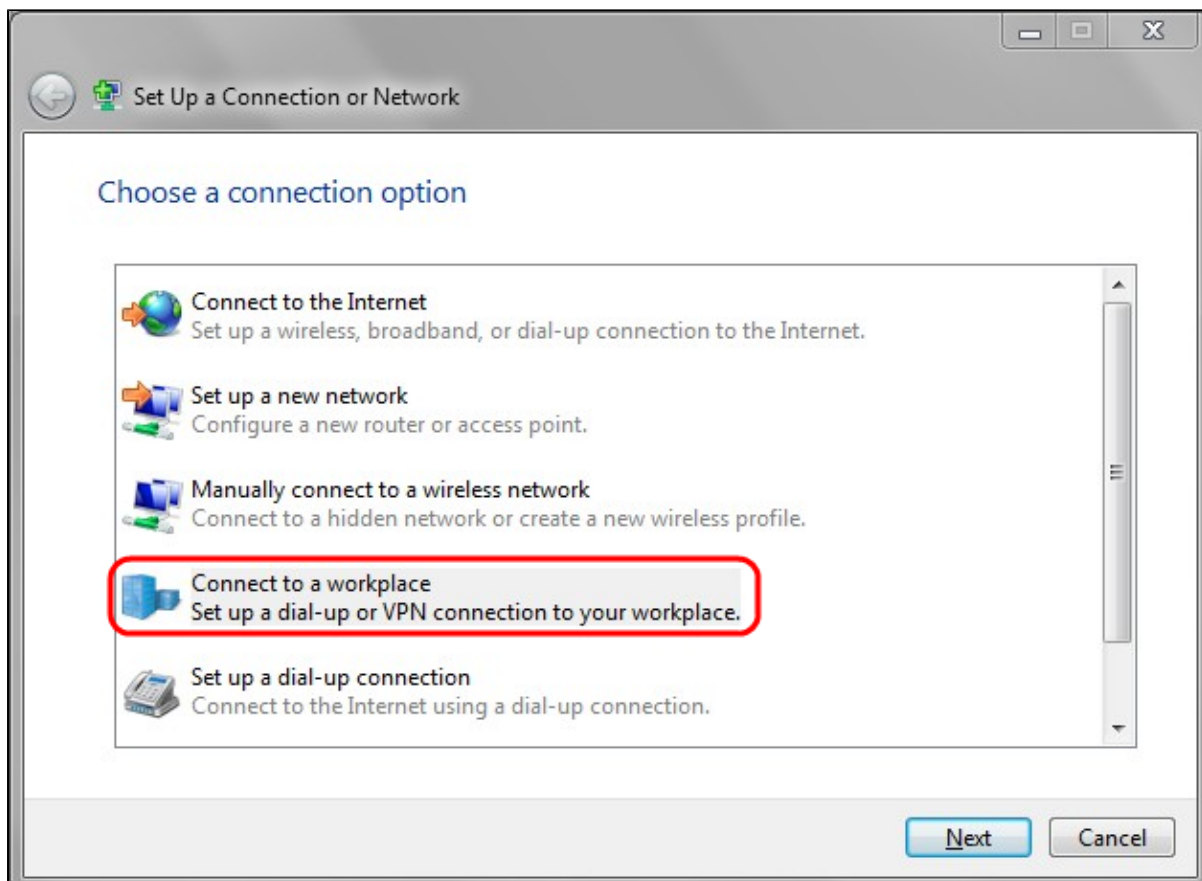 Set Up a Connection or Network
Choose a connection option
Connect to the Internet
Set up a wireless, broadband, or dial-up connection to the Internet.
Set up a new network
Configure a new router or access point.
Manually connect to a wireless network
Connect to a hidden network or create a new wireless profile.
Connect to a workplace
Set up a dial-up or VPN connection to your workplace.
Set up a dial-up connection
Connect to the Internet using a dial-up connection.
Next Cancel